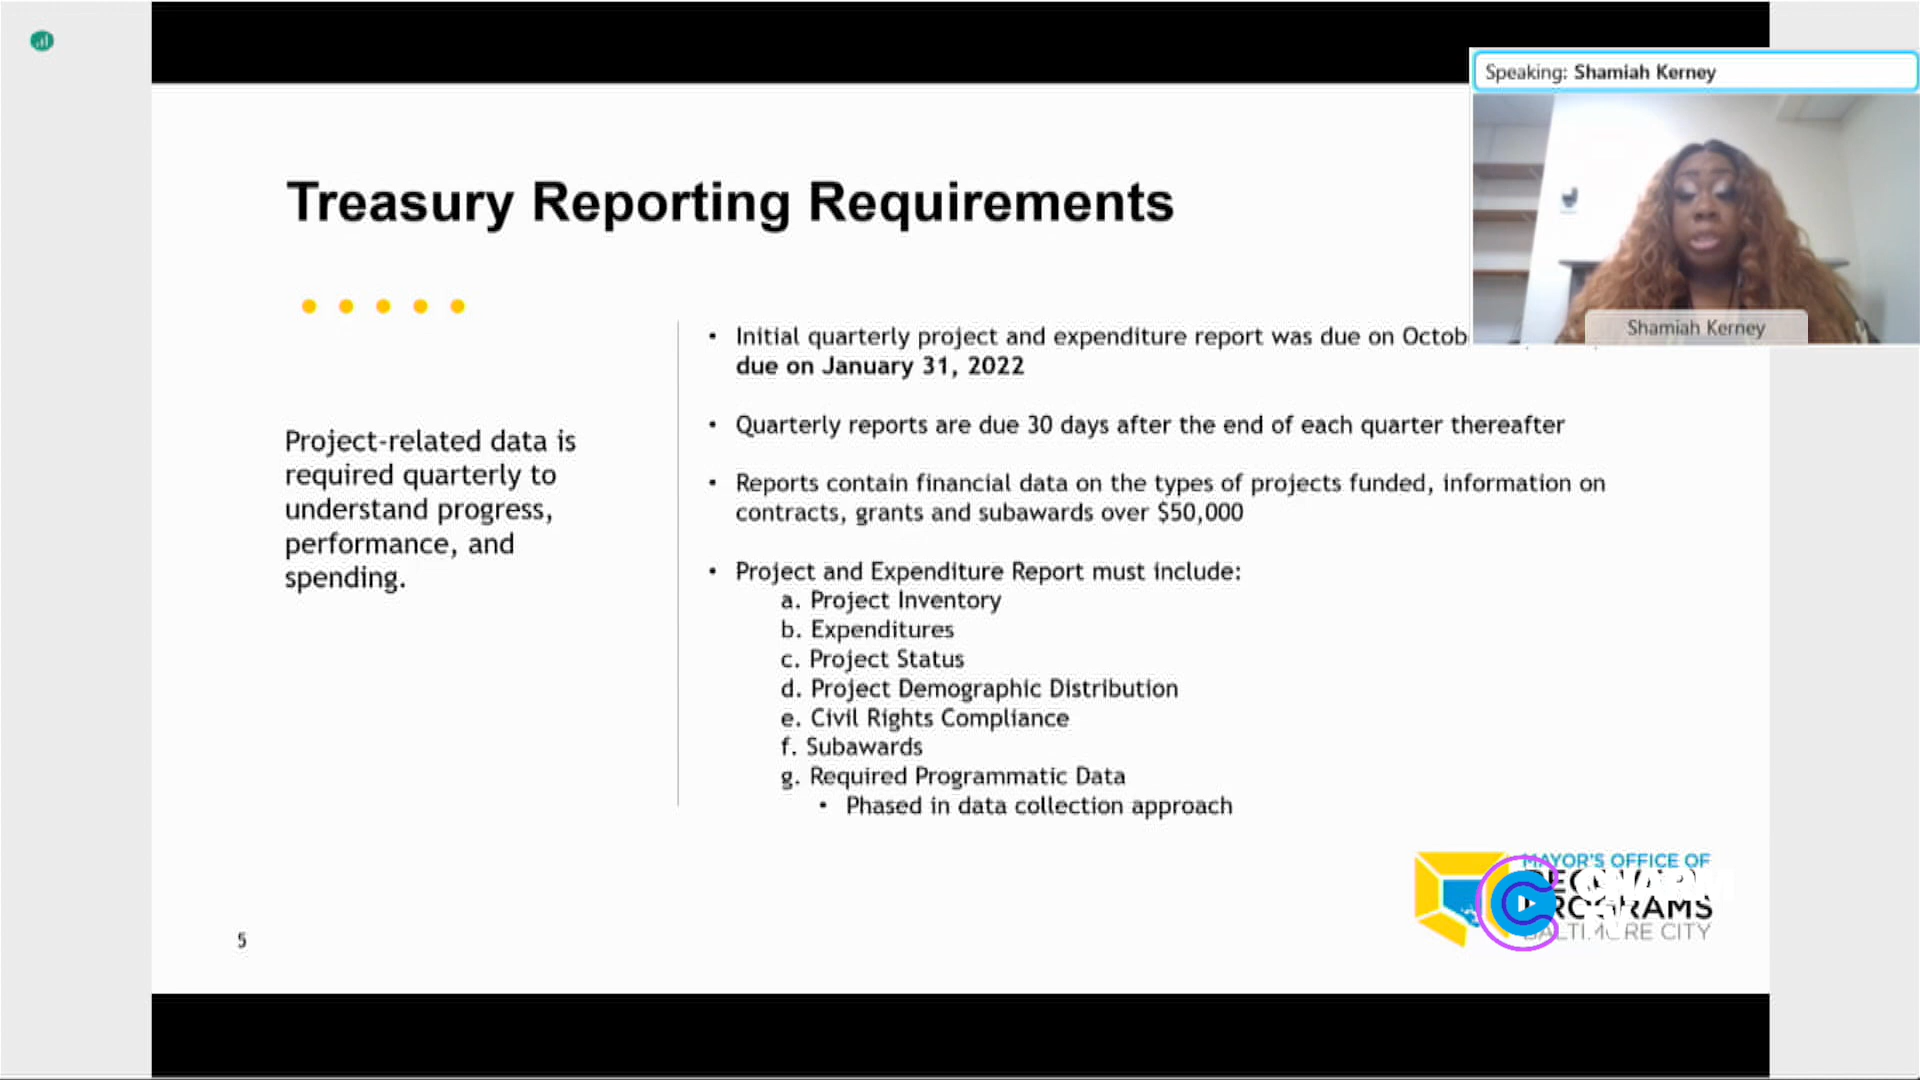 Speaking: Shamiah Kerney
Shamiah Kerney
Treasury Reporting Requirements
Project-related data is
required quarterly to
understand progress,
performance, and
spending.
• Initial quarterly project and expenditure report was due on Octob
due on January 31, 2022
• Quarterly reports are due 30 days after the end of each quarter thereafter
• Reports contain financial data on the types of projects funded, information on
contracts, grants and subawards over $50,000
• Project and Expenditure Report must include:
a. Project Inventory
b. Expenditures
c. Project Status
d. Project Demographic Distribution
e. Civil Rights Compliance
f. Subawards
g. Required Programmatic Data
• Phased in data collection approach
MAYOR'S OFFICE OF
PROGRAMS
BALTIMORE CITY
5